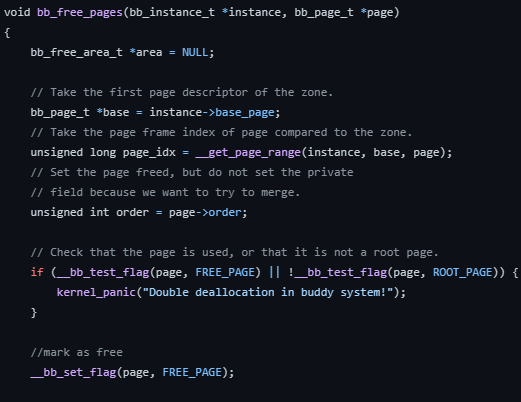 void bb_free_pages(bb_instance_t *instance, bb_page_t *page)
{
    bb_free_area_t *area = NULL;

    // Take the first page descriptor of the zone.
    bb_page_t *base = instance->base_page;
    // Take the page frame index of page compared to the zone.
    unsigned long page_idx = __get_page_range(instance, base, page);
    // Set the page freed, but do not set the private
    // field because we want to try to merge.
    unsigned int order = page->order;

    // Check that the page is used, or that it is not a root page.
    if (__bb_test_flag(page, FREE_PAGE) || !__bb_test_flag(page, ROOT_PAGE)) {
        kernel_panic("Double deallocation in buddy system!");
    }

    //mark as free
    __bb_set_flag(page, FREE_PAGE);